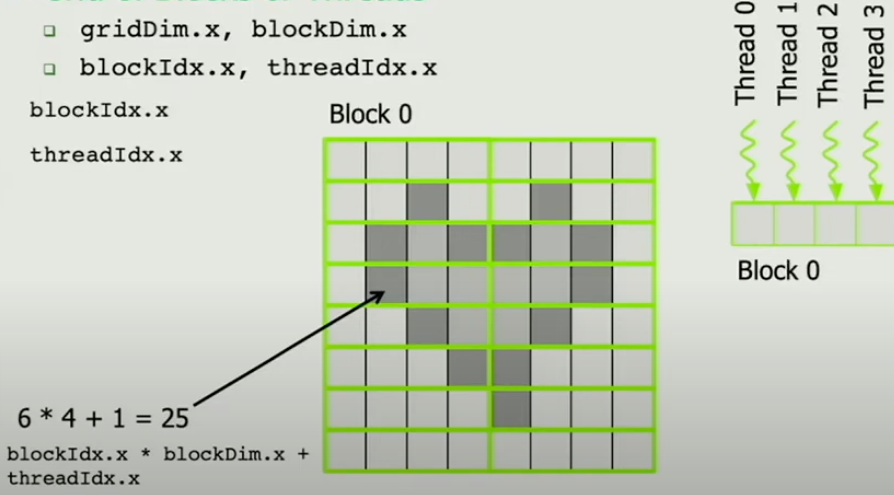 gridDim.x, blockDim.x
blockIdx.x, threadIdx.x
blockIdx.x
threadIdx.x
Block 0
6 * 4 + 1 = 25
blockIdx.x * blockDim.x +
threadIdx.x
Thread 0
Thread 1
Thread 2
Thread 3
Block 0